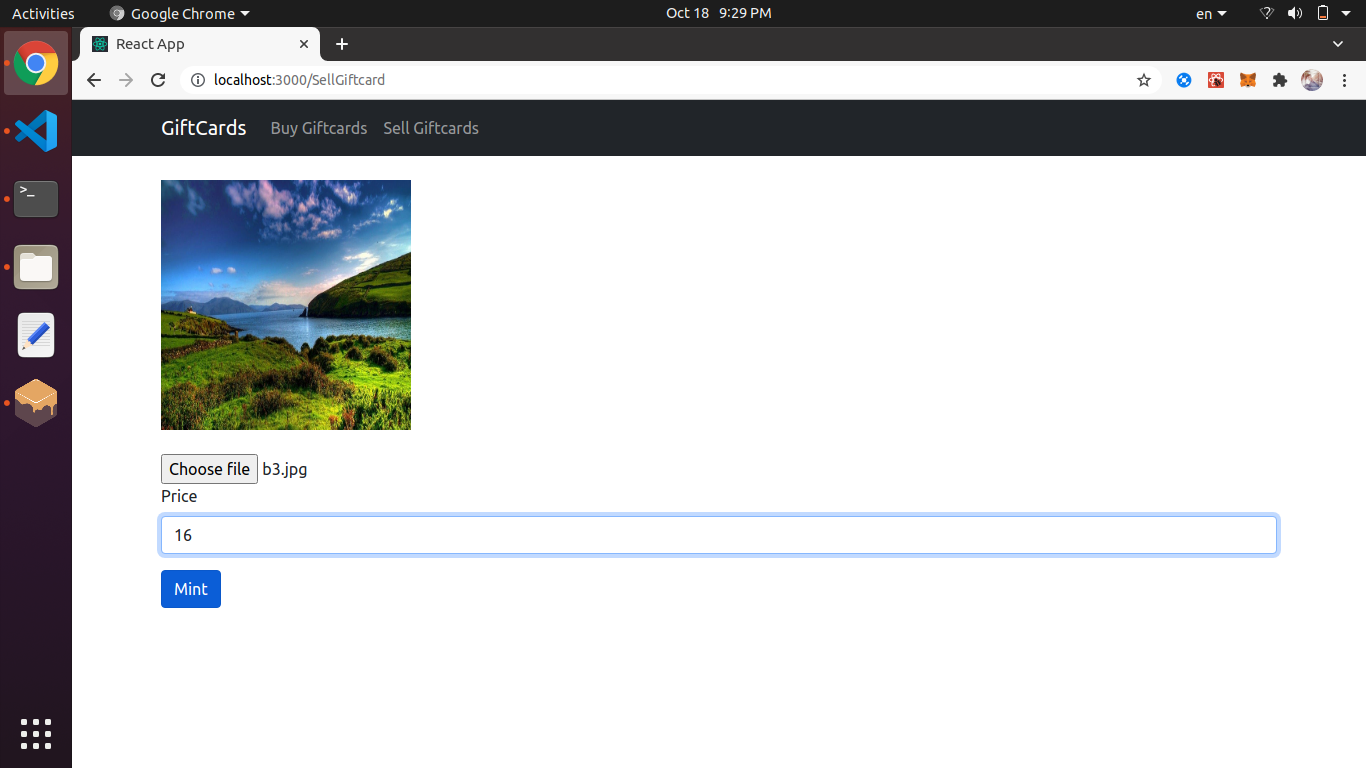 Activities Google Chrome Oct 18 9:29 PM en
React App
localhost:3000/SellGiftcard
>_
GiftCards Buy Giftcards Sell Giftcards
Choose file b3.jpg
Price
16
Mint